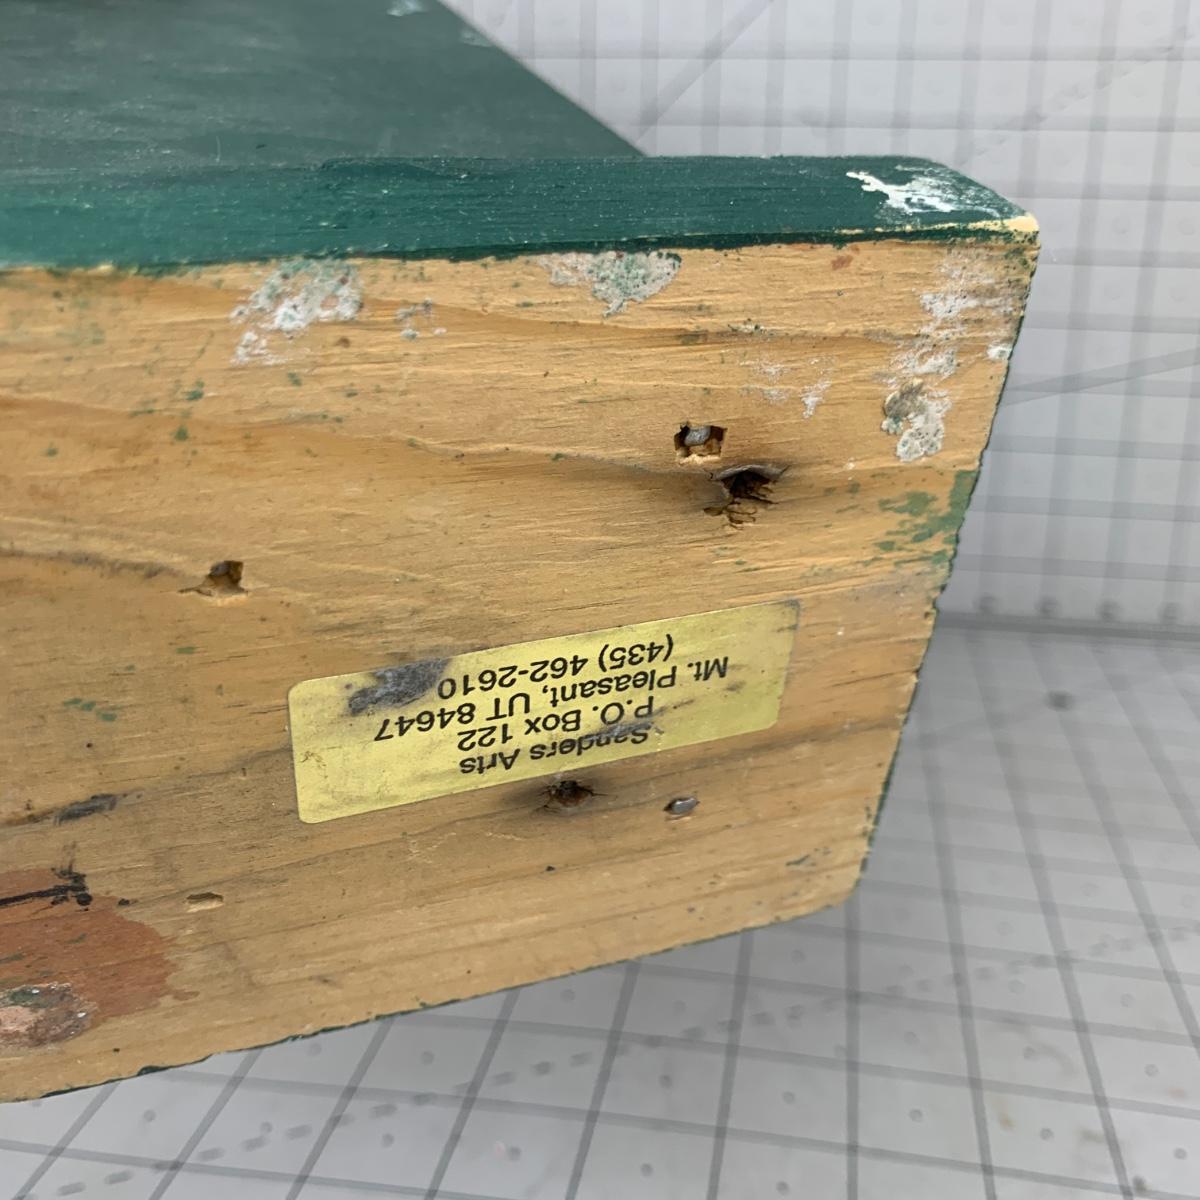 Sanders Arts
P.O. Box 122
Mt. Pleasant, UT 84647
(435) 462-2610